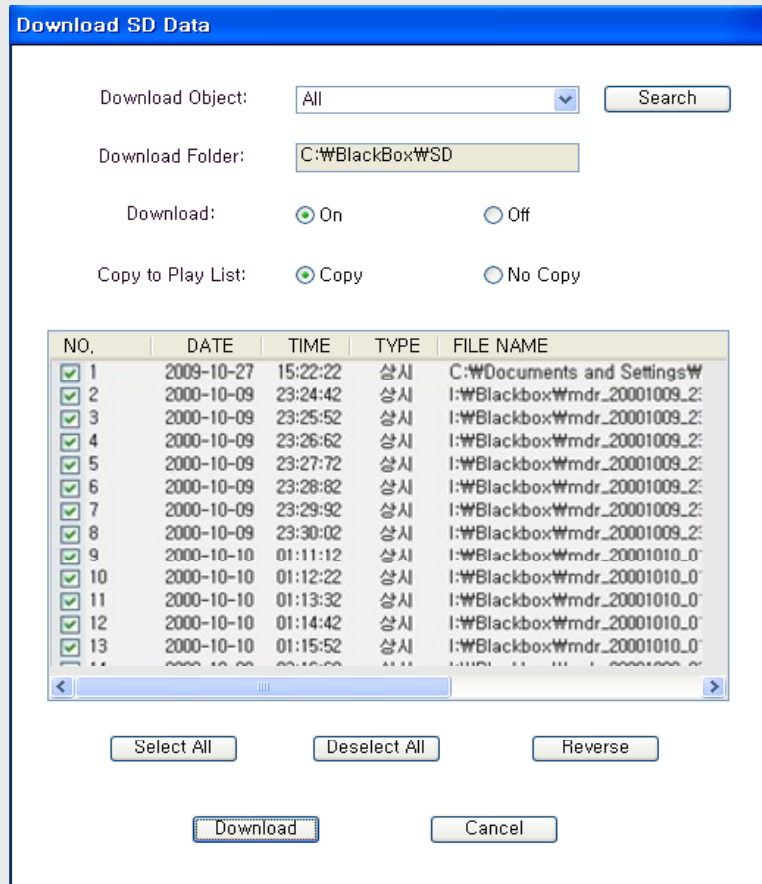 Download SD Data
Download Object: All Search
Download Folder: C:₩BlackBox₩SD
Download: On Off
Copy to Play List: Copy No Copy
NO. DATE TIME TYPE FILE NAME
1 2009-10-27 15:22:22 상시 C:₩Documents and Settings₩
2 2000-10-09 23:24:42 상시 I:₩Blackbox₩mdr_20001009_23
3 2000-10-09 23:25:52 상시 I:₩Blackbox₩mdr_20001009_23
4 2000-10-09 23:26:62 상시 I:₩Blackbox₩mdr_20001009_23
5 2000-10-09 23:27:72 상시 I:₩Blackbox₩mdr_20001009_23
6 2000-10-09 23:28:82 상시 I:₩Blackbox₩mdr_20001009_23
7 2000-10-09 23:29:92 상시 I:₩Blackbox₩mdr_20001009_23
8 2000-10-09 23:30:02 상시 I:₩Blackbox₩mdr_20001009_23
9 2000-10-10 01:11:12 상시 I:₩Blackbox₩mdr_20001010_0
10 2000-10-10 01:12:22 상시 I:₩Blackbox₩mdr_20001010_0
11 2000-10-10 01:13:32 상시 I:₩Blackbox₩mdr_20001010_0
12 2000-10-10 01:14:42 상시 I:₩Blackbox₩mdr_20001010_0
13 2000-10-10 01:15:52 상시 I:₩Blackbox₩mdr_20001010_0
Select All Deselect All Reverse
Download Cancel